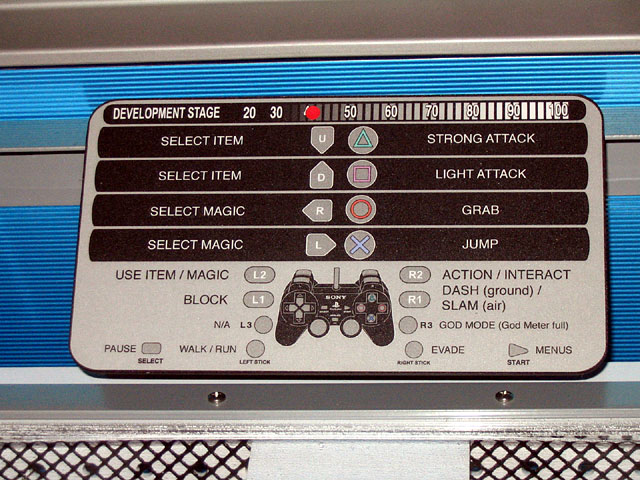 DEVELOPMENT STAGE 20 30 50 60 70 80 90 100
SELECT ITEM U STRONG ATTACK
SELECT ITEM D LIGHT ATTACK
SELECT MAGIC R GRAB
SELECT MAGIC L JUMP
USE ITEM / MAGIC L2 R2 ACTION / INTERACT
BLOCK L1 SONY R1 DASH (ground) /
SLAM (air)
N/A L3 R3 GOD MODE (God Meter full)
PAUSE WALK / RUN EVADE MENUS
SELECT LEFT STICK RIGHT STICK START